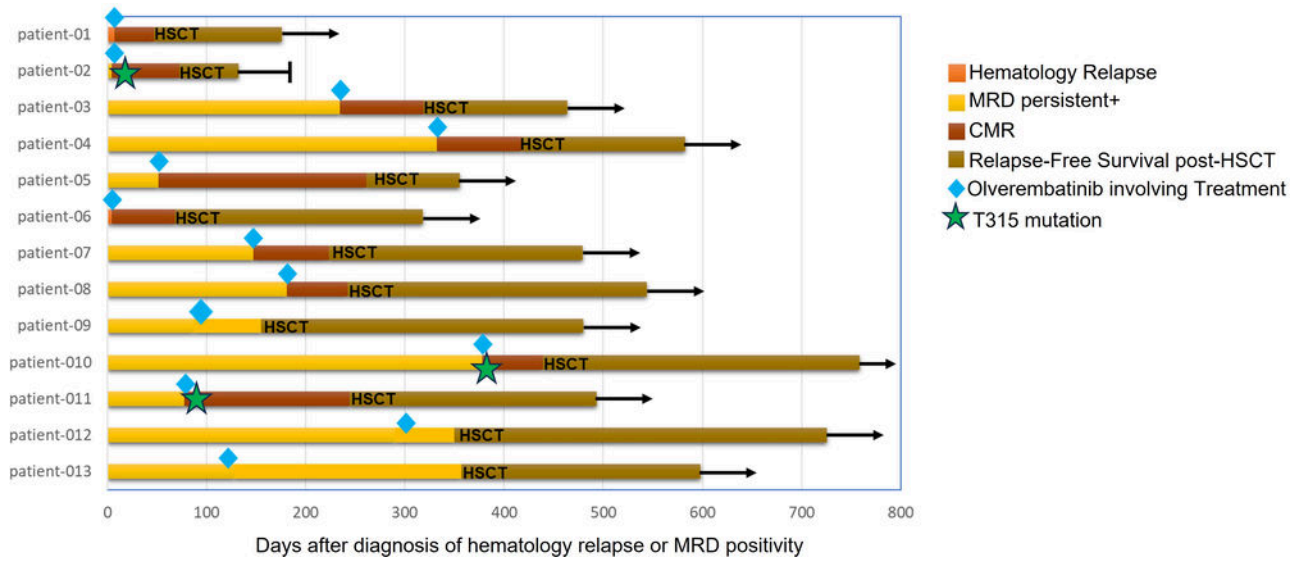 patient-01 HSCT
patient-02 HSCT
patient-03 HSCT
patient-04 HSCT
patient-05 HSCT
patient-06 HSCT
patient-07 HSCT
patient-08 HSCT
patient-09 HSCT
patient-010 HSCT
patient-011 HSCT
patient-012 HSCT
patient-013 HSCT
0 100 200 300 400 500 600 700 800
Days after diagnosis of hematology relapse or MRD positivity
Hematology Relapse
MRD persistent+
CMR
Relapse-Free Survival post-HSCT
Olverembatinib involving Treatment
T315 mutation